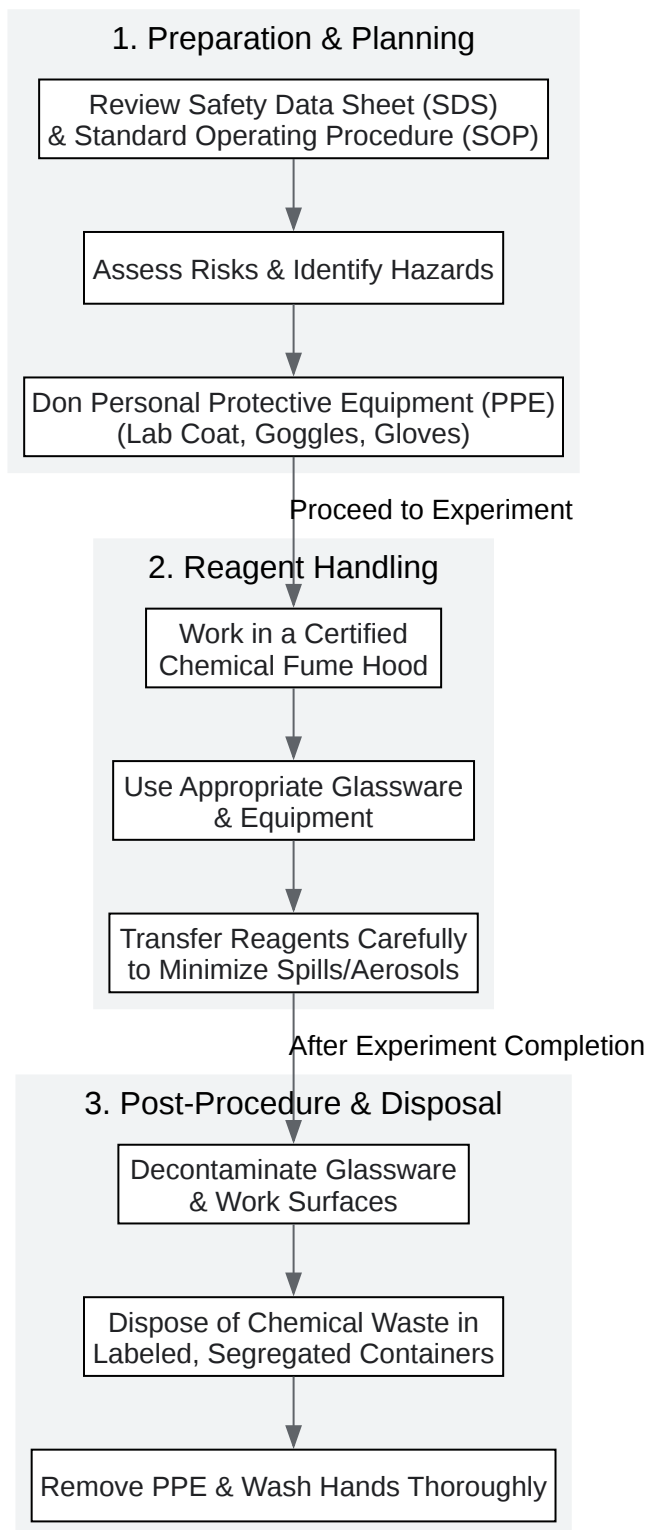 1. Preparation & Planning
Review Safety Data Sheet (SDS)
& Standard Operating Procedure (SOP)
Assess Risks & Identify Hazards
Don Personal Protective Equipment (PPE)
(Lab Coat, Goggles, Gloves)
Proceed to Experiment
2. Reagent Handling
Work in a Certified
Chemical Fume Hood
Use Appropriate Glassware
& Equipment
Transfer Reagents Carefully
to Minimize Spills/Aerosols
After Experiment Completion
3. Post-Procedure & Disposal
Decontaminate Glassware
& Work Surfaces
Dispose of Chemical Waste in
Labeled, Segregated Containers
Remove PPE & Wash Hands Thoroughly